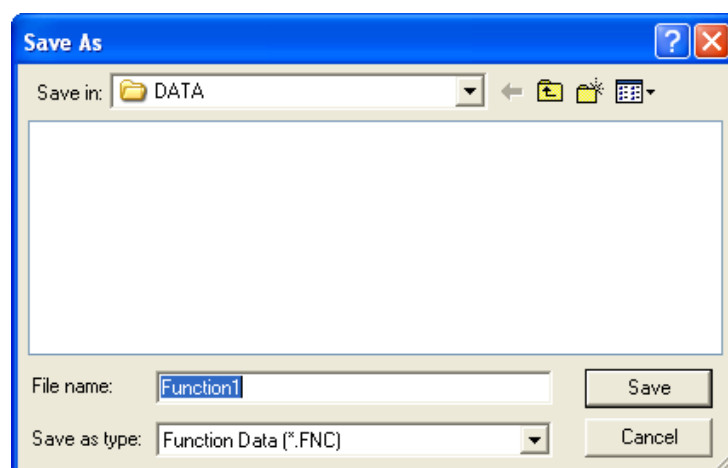 Save As
Save in: DATA
File name: Function1 Save
Save as type: Function Data (*.FNC) Cancel